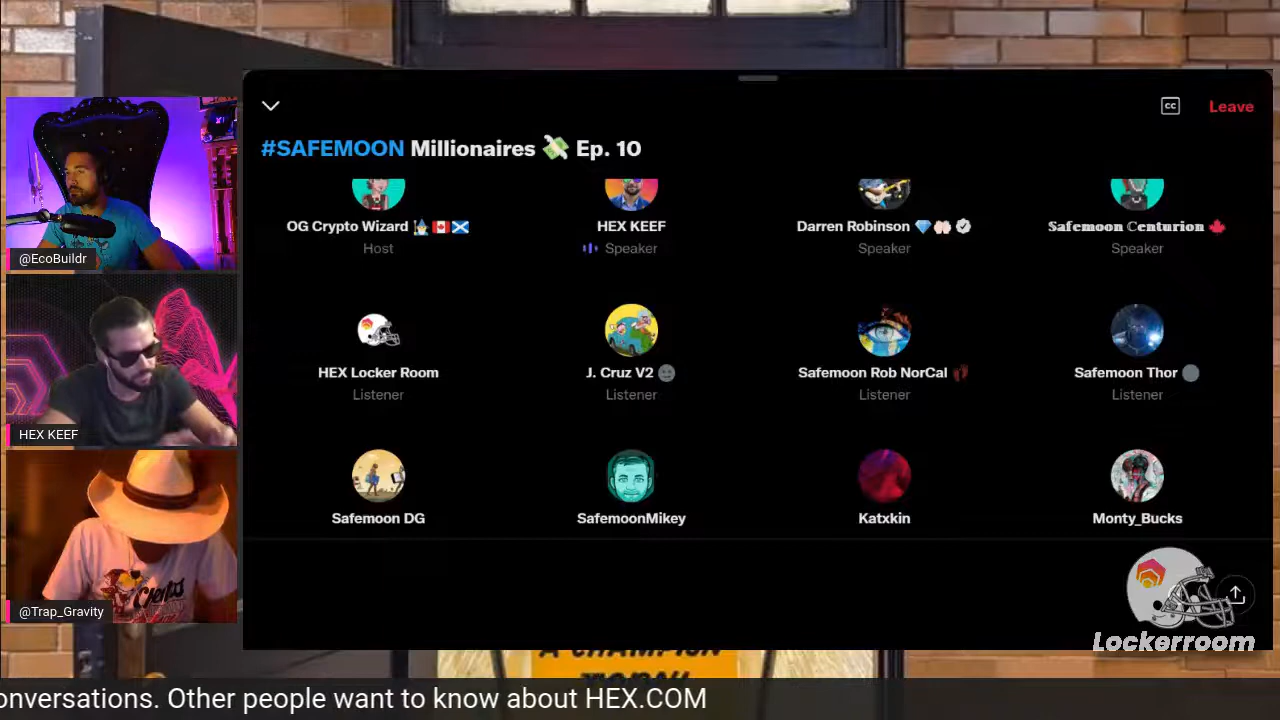 CC
Leave
#SAFEMOON Millionaires 💸 Ep. 10
OG Crypto Wizard
HEX KEEF
Darren Robinson
Safemoon Centurion
Host
Speaker
Speaker
Speaker
HEX Locker Room
J. Cruz V2
Safemoon Rob NorCal
Safemoon Thor
Listener
Listener
Listener
Listener
Safemoon DG
SafemoonMikey
Katxkin
Monty_Bucks
@EcoBuildr
HEX KEEF
@Trap_Gravity
Lockerroom
A CHAMPION
onversations. Other people want to know about HEX.COM